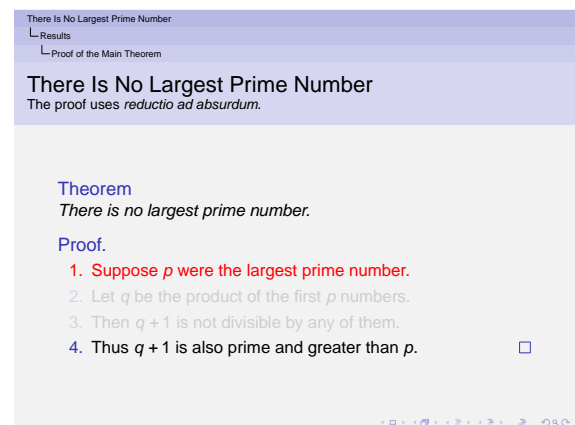 There Is No Largest Prime Number
Results
Proof of the Main Theorem
There Is No Largest Prime Number
The proof uses reductio ad absurdum.
Theorem
There is no largest prime number.
Proof.
1. Suppose p were the largest prime number.
2. Let q be the product of the first p numbers.
3. Then q + 1 is not divisible by any of them.
4. Thus q + 1 is also prime and greater than p. □